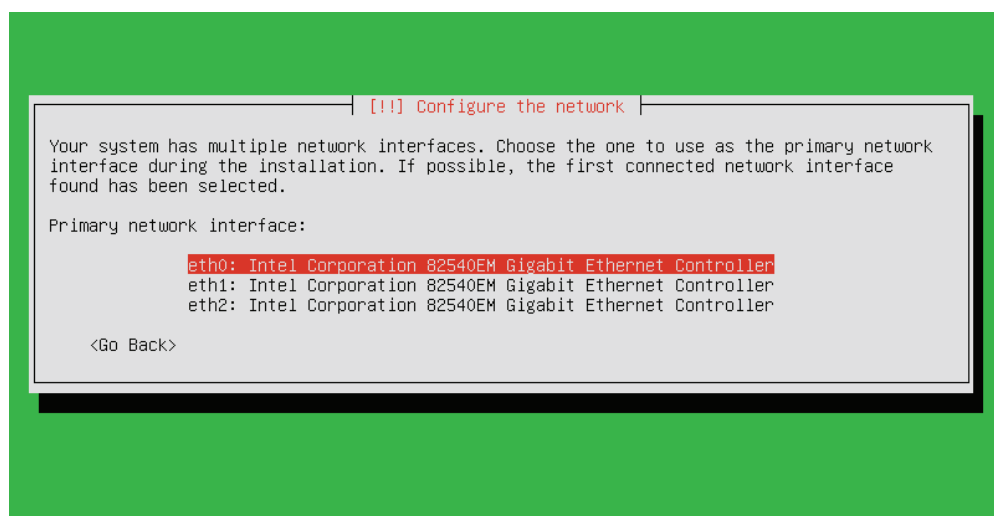 [!!] Configure the network
Your system has multiple network interfaces. Choose the one to use as the primary network
interface during the installation. If possible, the first connected network interface
found has been selected.
Primary network interface:
eth0: Intel Corporation 82540EM Gigabit Ethernet Controller
eth1: Intel Corporation 82540EM Gigabit Ethernet Controller
eth2: Intel Corporation 82540EM Gigabit Ethernet Controller
<Go Back>